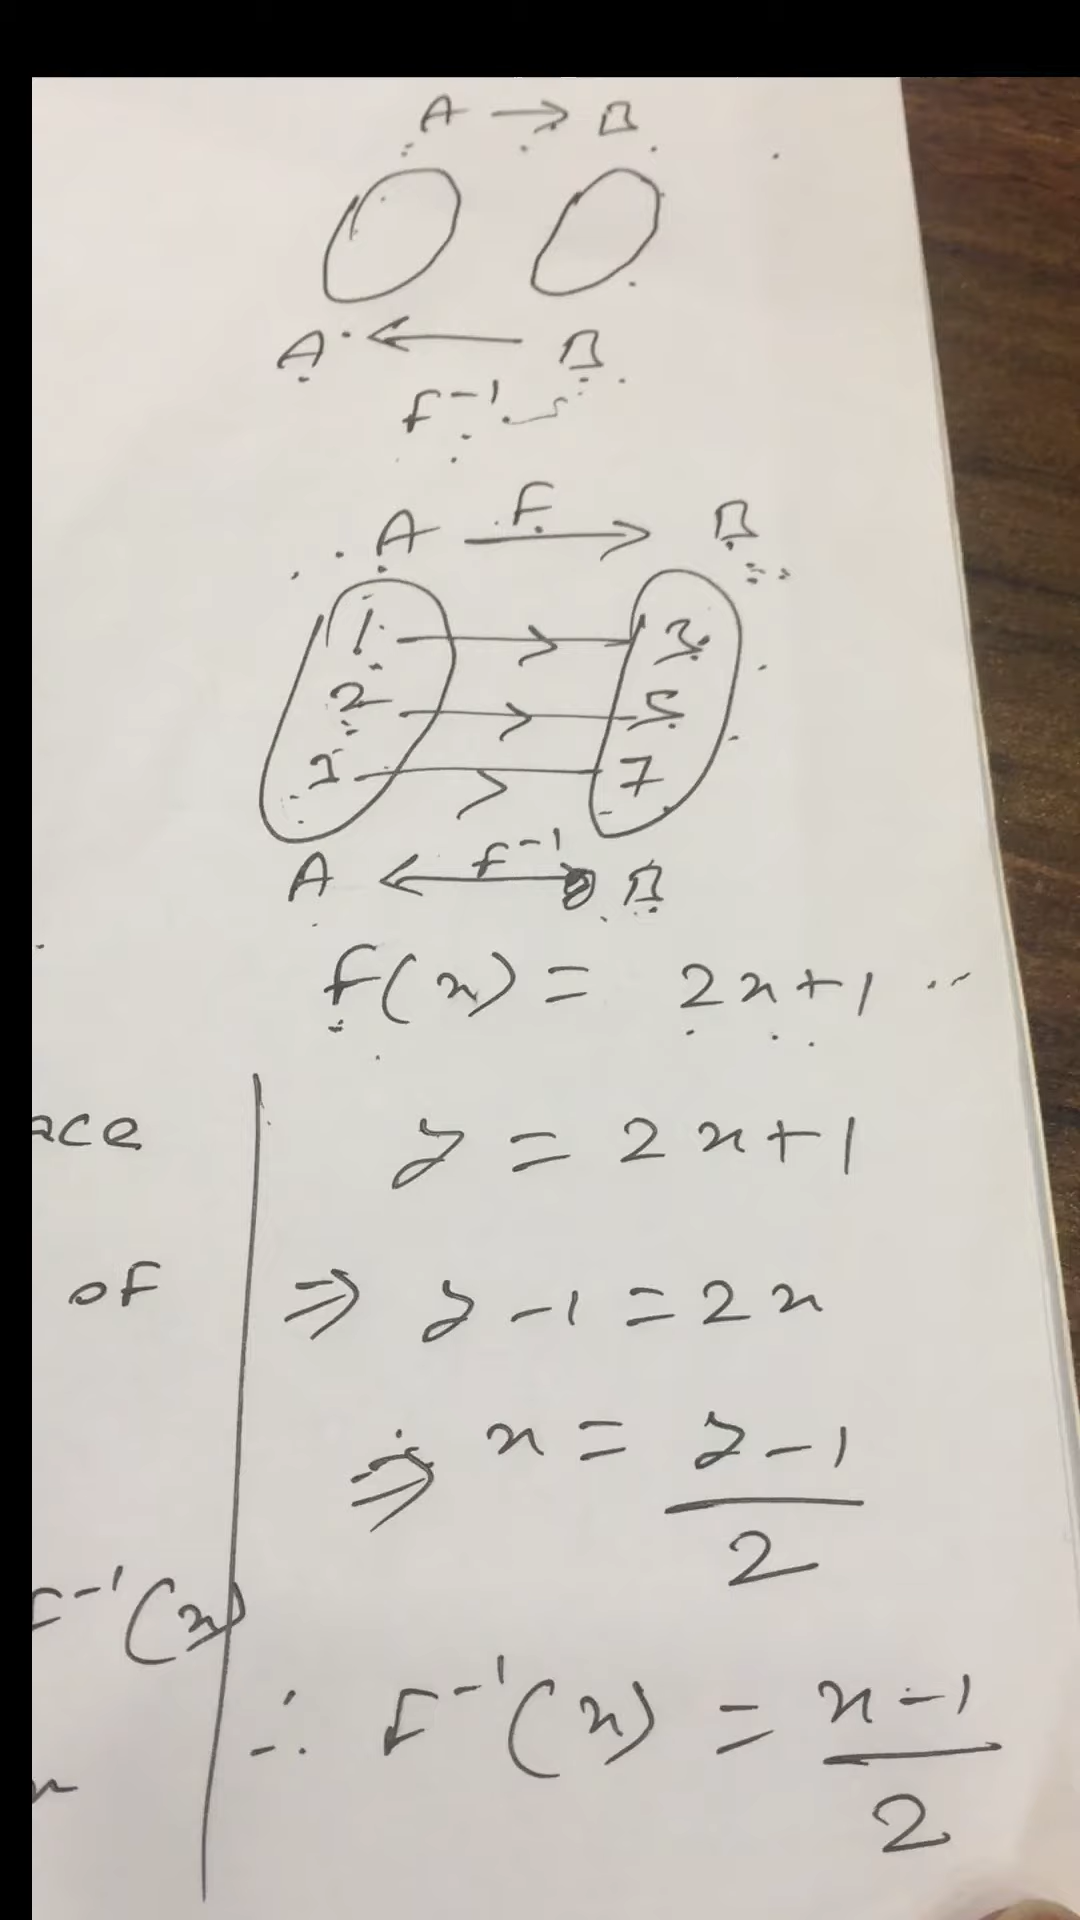 A → B
A ← B
F⁻¹
A F→ B
1 3
2 5
3 7
A ←f⁻¹ B
f(x) = 2x+1
y = 2x+1
ace
of
⇒ y-1 = 2x
⇒ x = (y-1)/2
F⁻¹(x)
∴ F⁻¹(x) = (x-1)/2